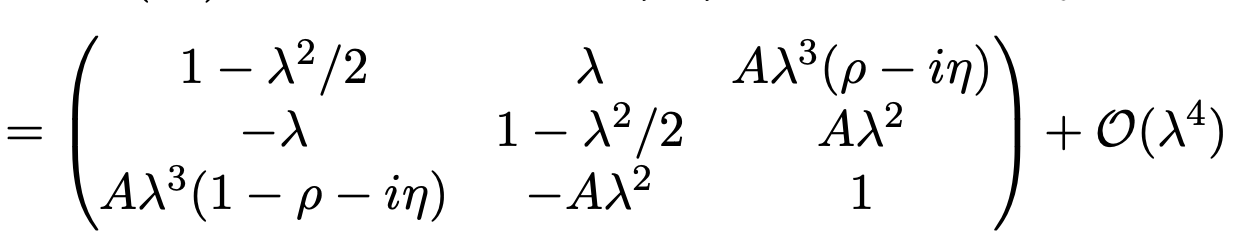 = ( 1 − λ²/2   λ   Aλ³(ρ − iη)
−λ   1 − λ²/2   Aλ²
Aλ³(1 − ρ − iη)   −Aλ²   1 ) + 𝒪(λ⁴)